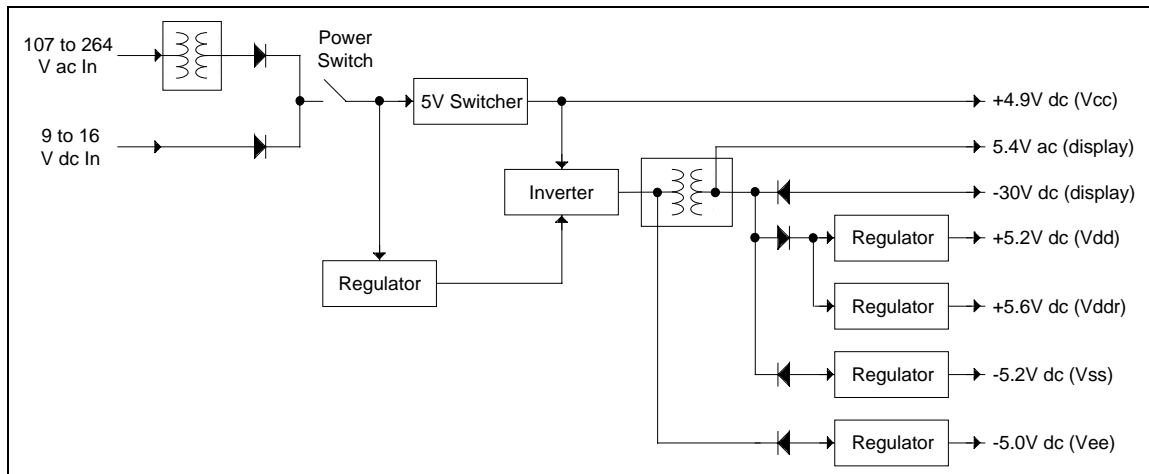 107 to 264
V ac In
Power
Switch
5V Switcher
+4.9V dc (Vcc)
9 to 16
V dc In
5.4V ac (display)
Inverter
-30V dc (display)
Regulator
+5.2V dc (Vdd)
Regulator
Regulator
+5.6V dc (Vddr)
Regulator
-5.2V dc (Vss)
Regulator
-5.0V dc (Vee)